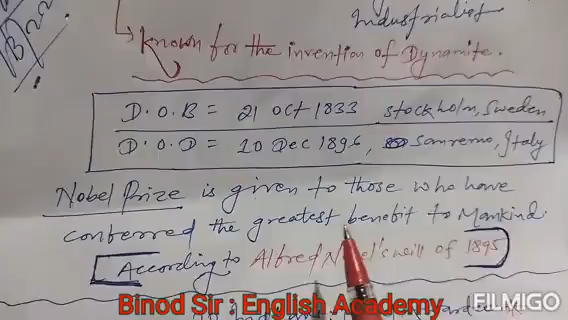 Industrialist
B) 22
Known for the invention of Dynamite.
D.O.B = 21 Oct 1833 Stockholm, Sweden
D.O.D = 10 Dec 1896, Sanremo, Italy
Nobel Prize is given to those who have
conferred the greatest benefit to Mankind.
According to Alfred Nobel's will of 1895
Binod Sir : English Academy
FILMIGO